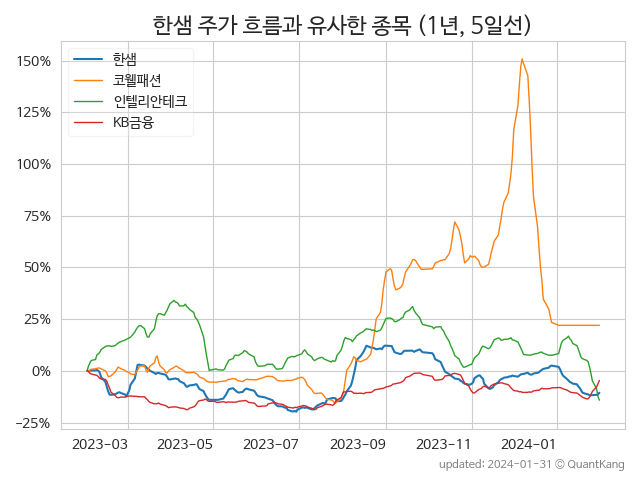 한샘 주가 흐름과 유사한 종목 (1년, 5일선)
한샘
코웰패션
인텔리안테크
KB금융
150%
125%
100%
75%
50%
25%
0%
−25%
2023-03 2023-05 2023-07 2023-09 2023-11 2024-01
updated: 2024-01-31 © QuantKang